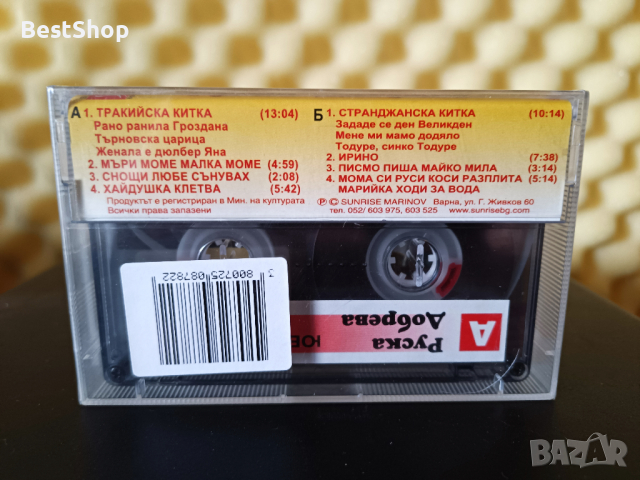 BestShop
А 1. ТРАКИЙСКА КИТКА (13:04)
Рано ранила Гроздана
Търновска царица
Женала е дюлбер Яна
2. МЪРИ МОМЕ МАЛКА МОМЕ (4:59)
3. СНОЩИ ЛЮБЕ СЪНУВАХ (2:08)
4. ХАЙДУШКА КЛЕТВА (5:42)
Продуктът е регистриран в Мин. на културата
Всички права запазени
Б 1. СТРАНДЖАНСКА КИТКА (10:14)
Зададе се ден Великден
Мене ми мамо додяло
Тодуре, синко Тодуре
2. ИРИНО (7:38)
3. ПИСМО ПИША МАЙКО МИЛА (3:14)
4. МОМА СИ РУСИ КОСИ РАЗПЛИТА (5:14)
МАРИЙКА ХОДИ ЗА ВОДА
Ⓟ © SUNRISE MARINOV Варна, ул. Г. Живков 60
тел. 052/ 603 975, 603 525 www.sunrisebg.com
3 800725 087822
А Руска
Добрева
ЮВ
BAZAR